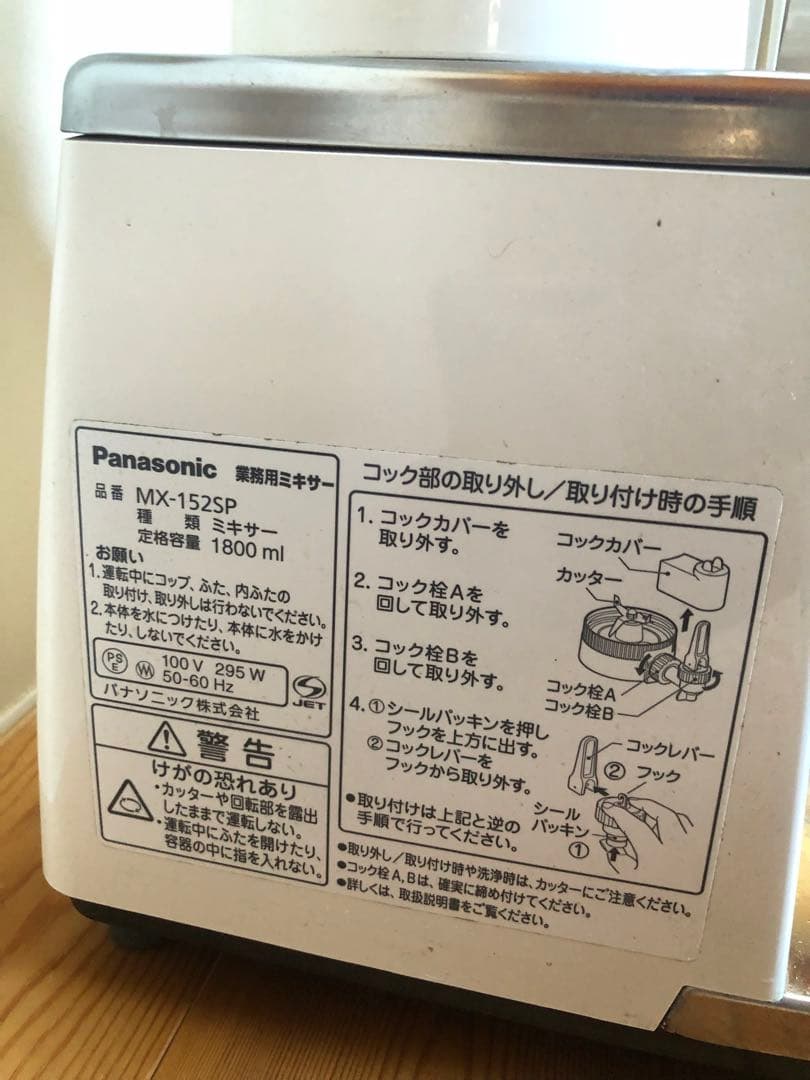 Panasonic 業務用ミキサー
品番 MX-152SP
種類 ミキサー
定格容量 1800 ml
お願い
1.運転中にコップ、ふた、内ふたの
取り付け、取り外しは行わないでください。
2.本体を水につけたり、本体に水をかけ
たり、しないでください。
PSE 100 V 295 W
50-60 Hz
JET
パナソニック株式会社
警告
けがの恐れあり
・カッターや回転部を露出
したままで運転しない。
・運転中にふたを開けたり、
容器の中に指を入れない。
コック部の取り外し/取り付け時の手順
1. コックカバーを
取り外す。
2. コック栓Aを
回して取り外す。
3. コック栓Bを
回して取り外す。
4. ①シールパッキンを押し
フックを上方に出す。
②コックレバーを
フックから取り外す。
●取り付けは上記と逆の
手順で行ってください。
コックカバー
カッター
コック栓A
コック栓B
コックレバー
② フック
シール
パッキン
①
●取り外し/取り付け時や洗浄時は、カッターにご注意ください。
●コック栓A,Bは、確実に締め付けてください。
●詳しくは、取扱説明書をご覧ください。